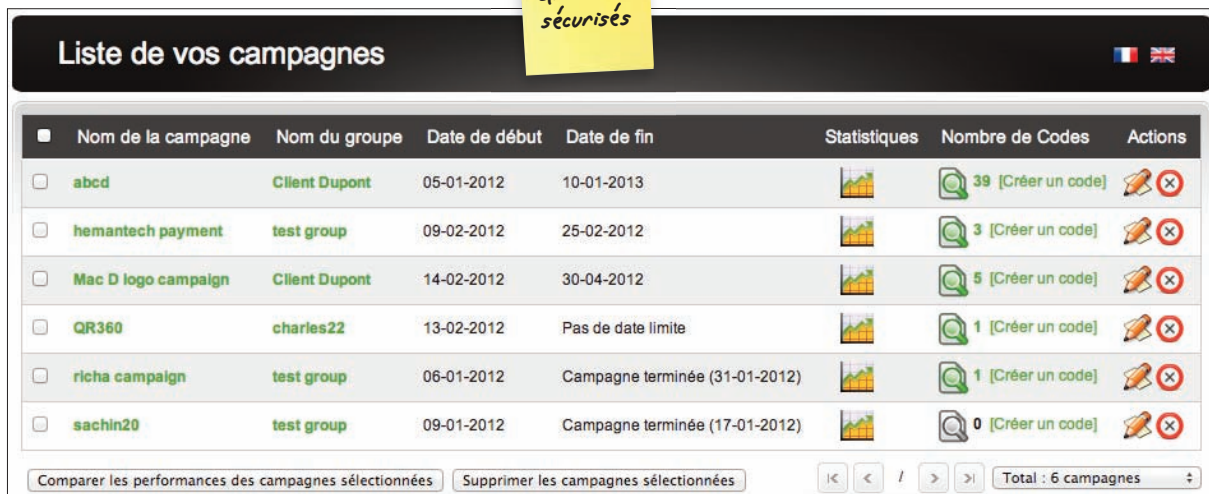 sécurisés
Liste de vos campagnes
Nom de la campagne Nom du groupe Date de début Date de fin Statistiques Nombre de Codes Actions
abcd Client Dupont 05-01-2012 10-01-2013 39 [Créer un code]
hemantech payment test group 09-02-2012 25-02-2012 3 [Créer un code]
Mac D logo campaign Client Dupont 14-02-2012 30-04-2012 5 [Créer un code]
QR360 charles22 13-02-2012 Pas de date limite 1 [Créer un code]
richa campaign test group 06-01-2012 Campagne terminée (31-01-2012) 1 [Créer un code]
sachin20 test group 09-01-2012 Campagne terminée (17-01-2012) 0 [Créer un code]
Comparer les performances des campagnes sélectionnées Supprimer les campagnes sélectionnées / Total : 6 campagnes